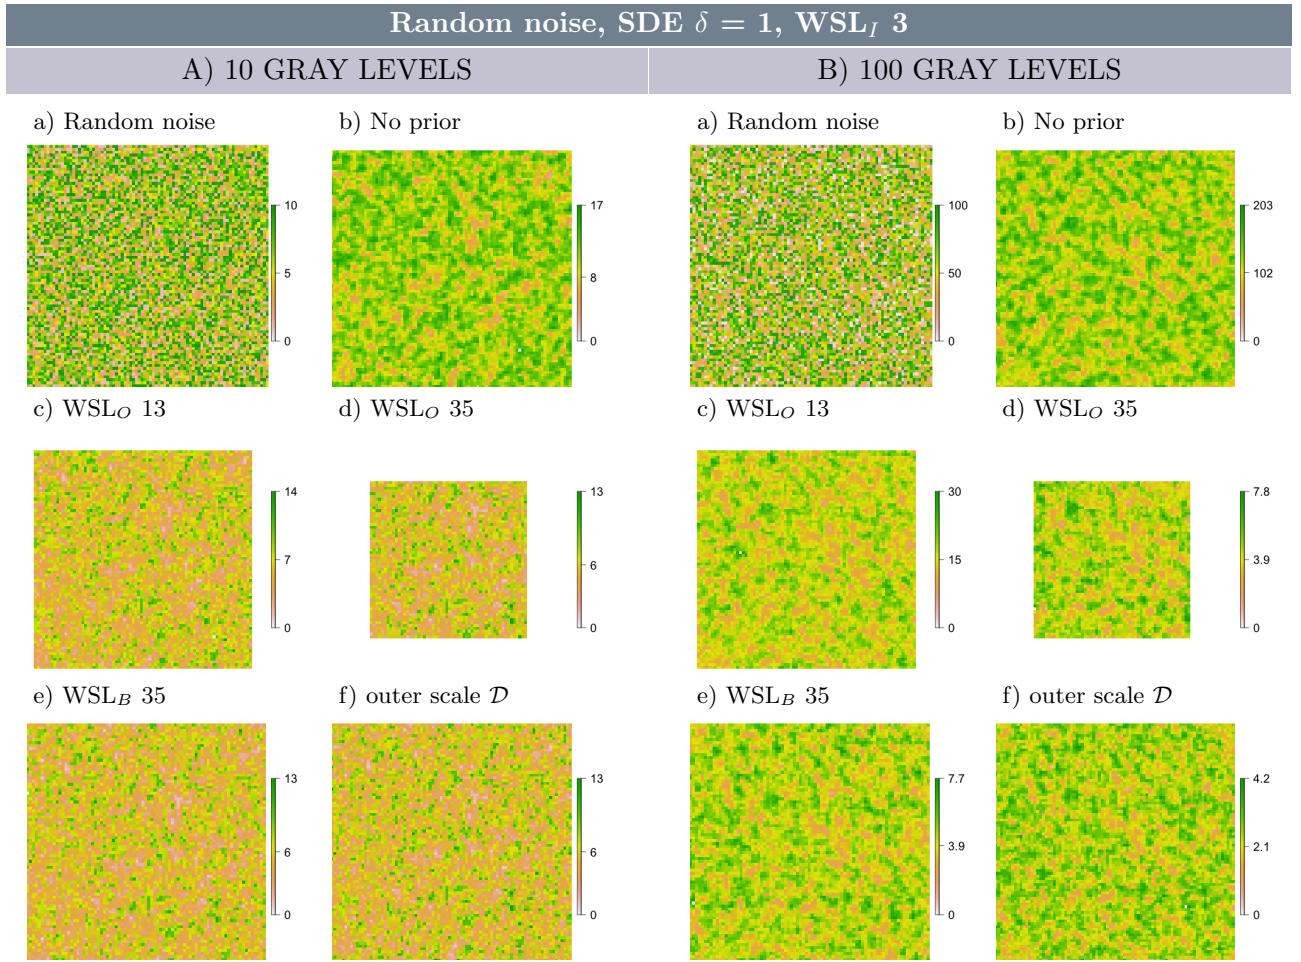 Random noise, SDE δ = 1, WSL_I 3
A) 10 GRAY LEVELS
B) 100 GRAY LEVELS
a) Random noise
b) No prior
a) Random noise
b) No prior
10
5
0
17
8
0
100
50
0
203
102
0
c) WSL_O 13
d) WSL_O 35
c) WSL_O 13
d) WSL_O 35
14
7
0
13
6
0
30
15
0
7.8
3.9
0
e) WSL_B 35
f) outer scale 𝒟
e) WSL_B 35
f) outer scale 𝒟
13
6
0
13
6
0
7.7
3.9
0
4.2
2.1
0